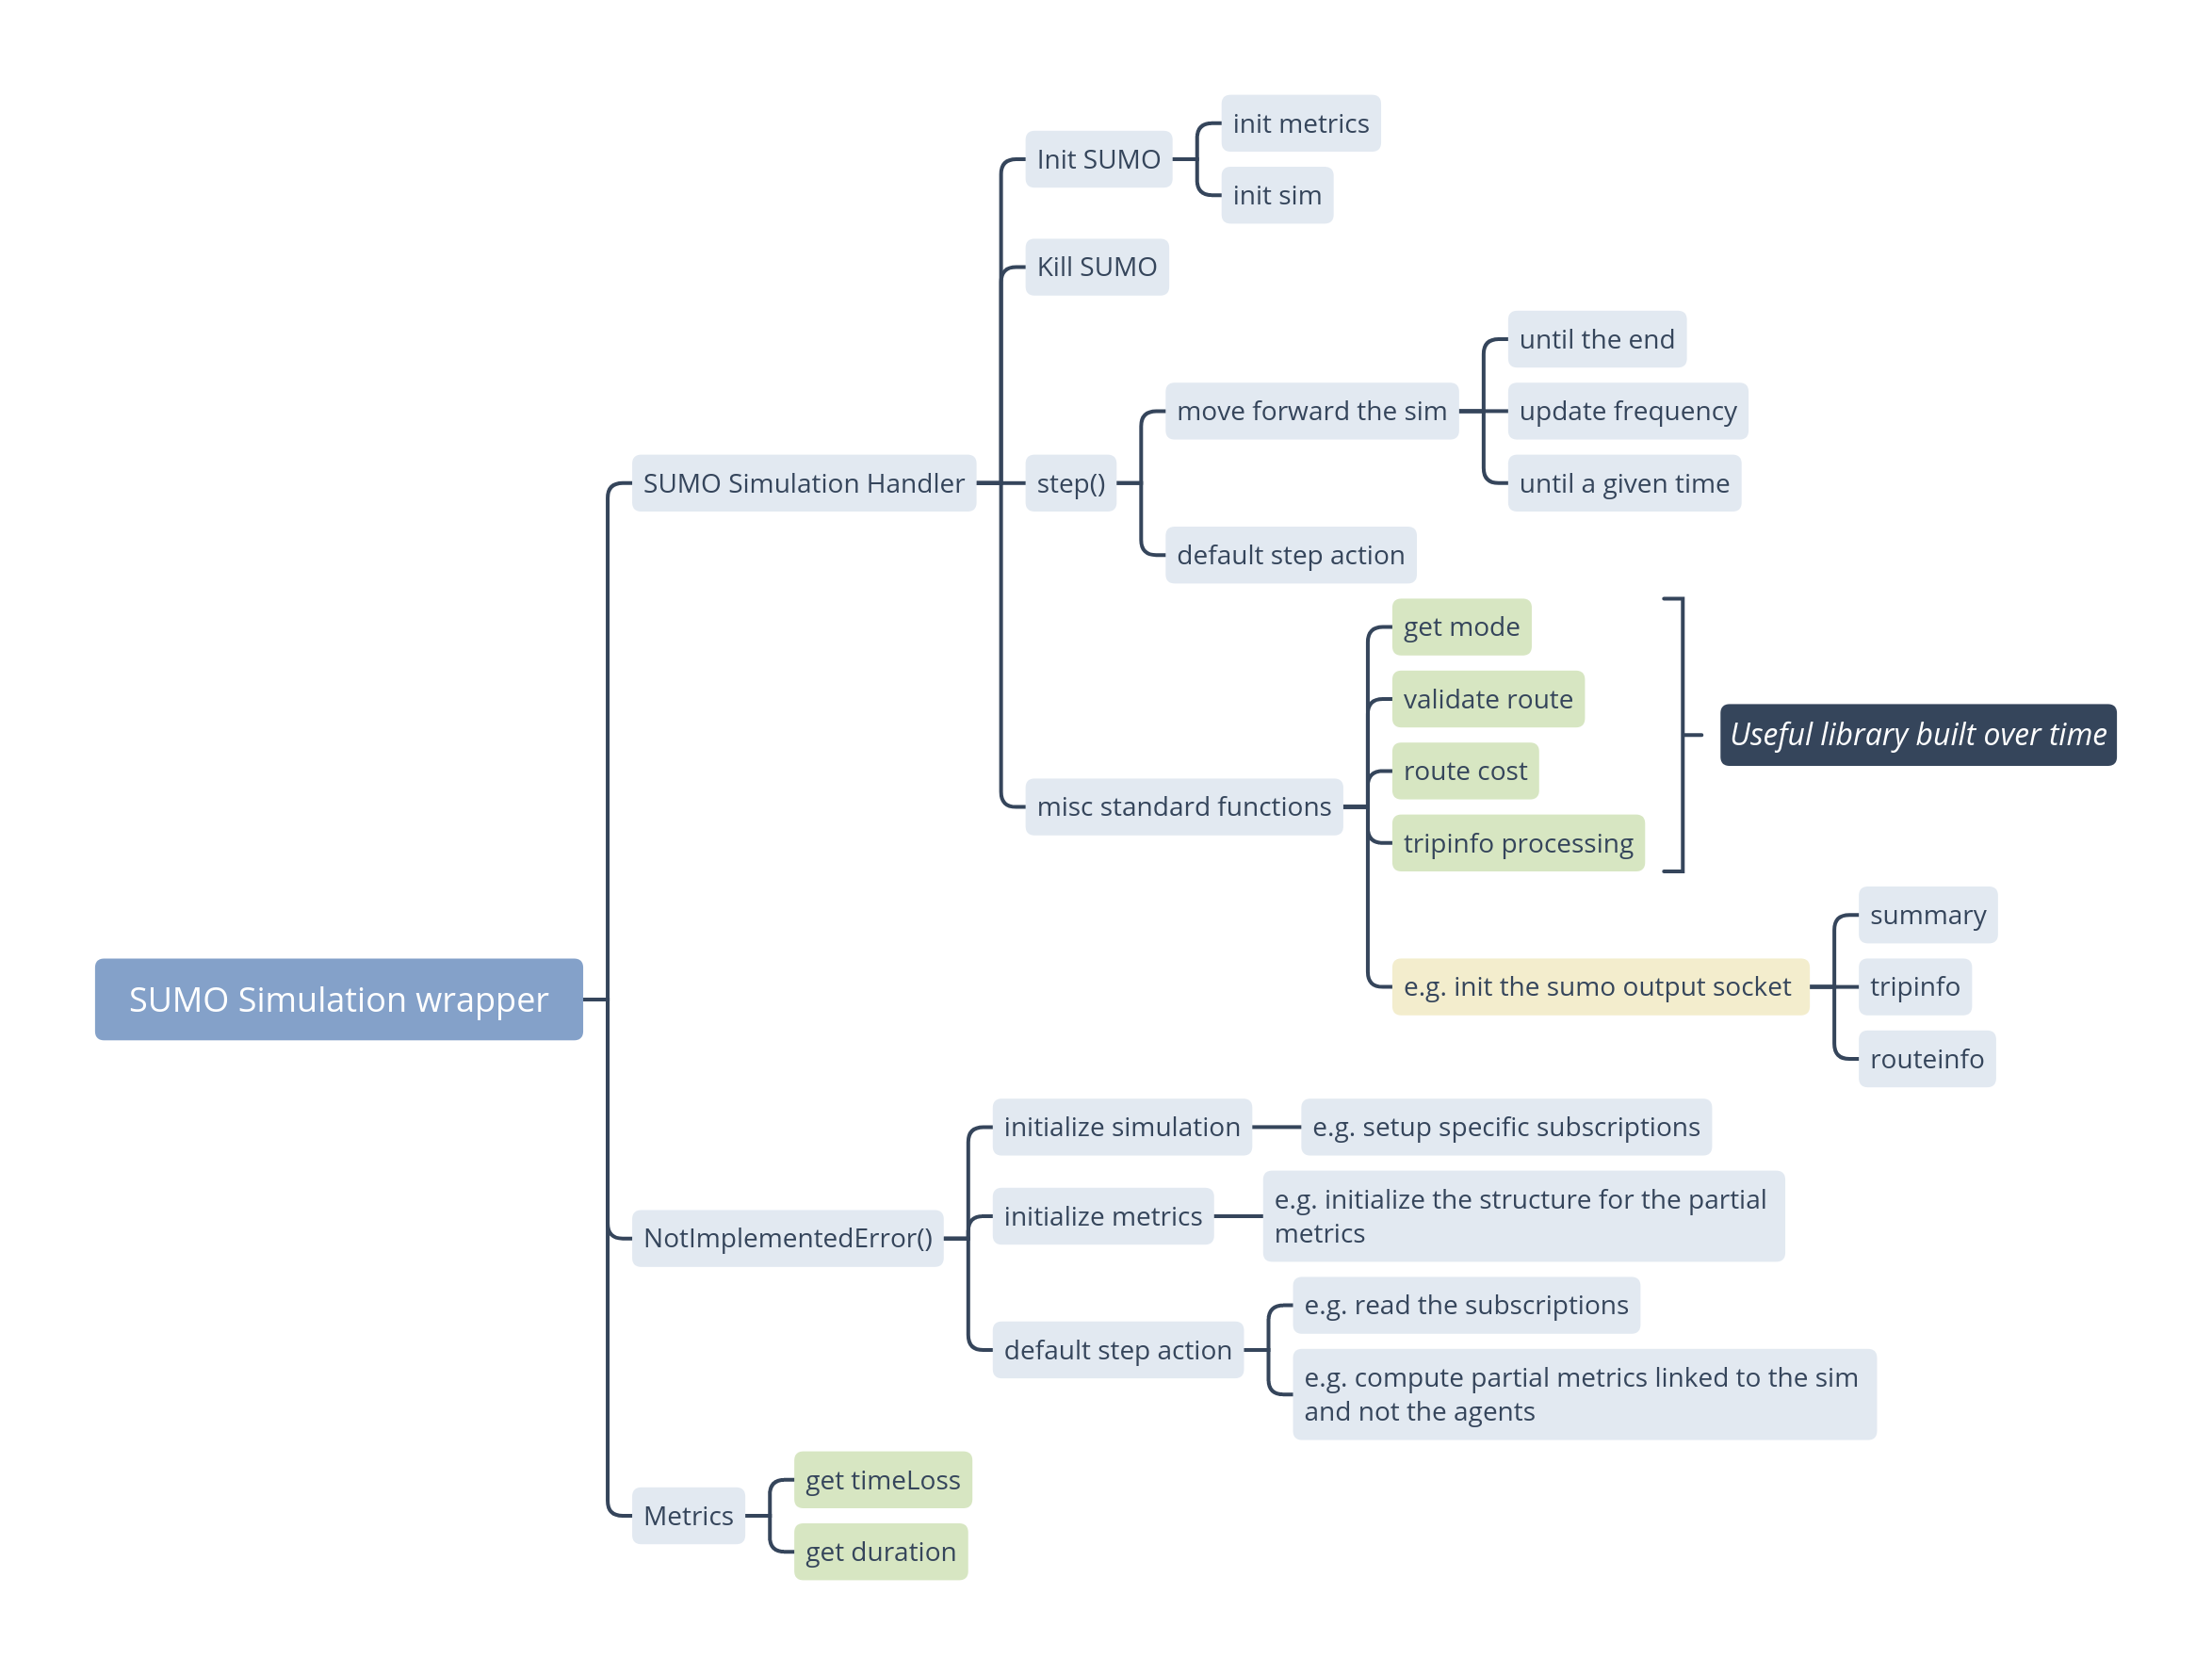 init metrics
Init SUMO
init sim
Kill SUMO
until the end
move forward the sim
update frequency
SUMO Simulation Handler
step()
until a given time
default step action
get mode
validate route
Useful library built over time
route cost
misc standard functions
tripinfo processing
summary
SUMO Simulation wrapper
e.g. init the sumo output socket
tripinfo
routeinfo
initialize simulation
e.g. setup specific subscriptions
initialize metrics
e.g. initialize the structure for the partial
metrics
NotImplementedError()
e.g. read the subscriptions
default step action
e.g. compute partial metrics linked to the sim
and not the agents
get timeLoss
Metrics
get duration